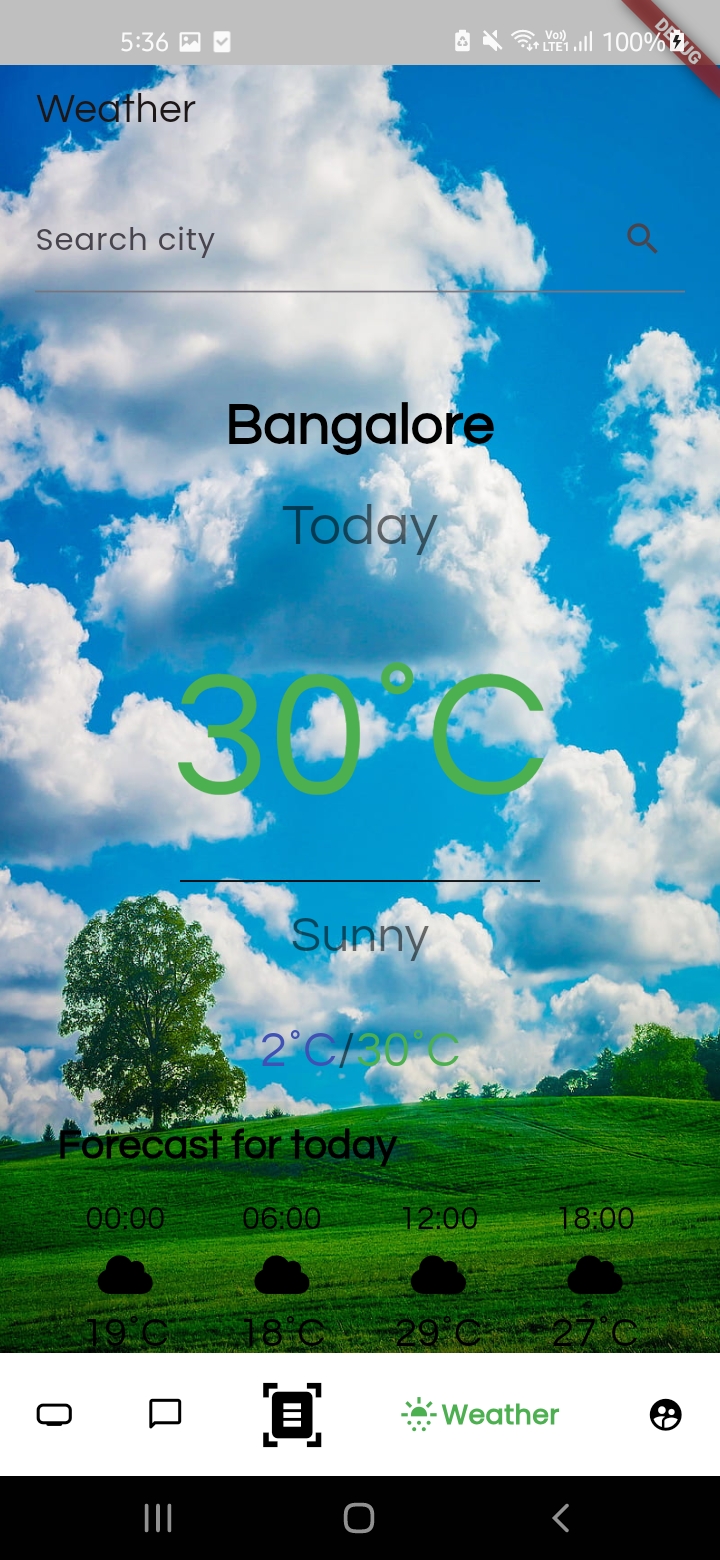 5:36 Vo)) LTE1 100%
DEBUG
Weather
Search city
Bangalore
Today
30°C
Sunny
2°C/30°C
Forecast for today
00:00 06:00 12:00 18:00
19°C 18°C 29°C 27°C
Weather